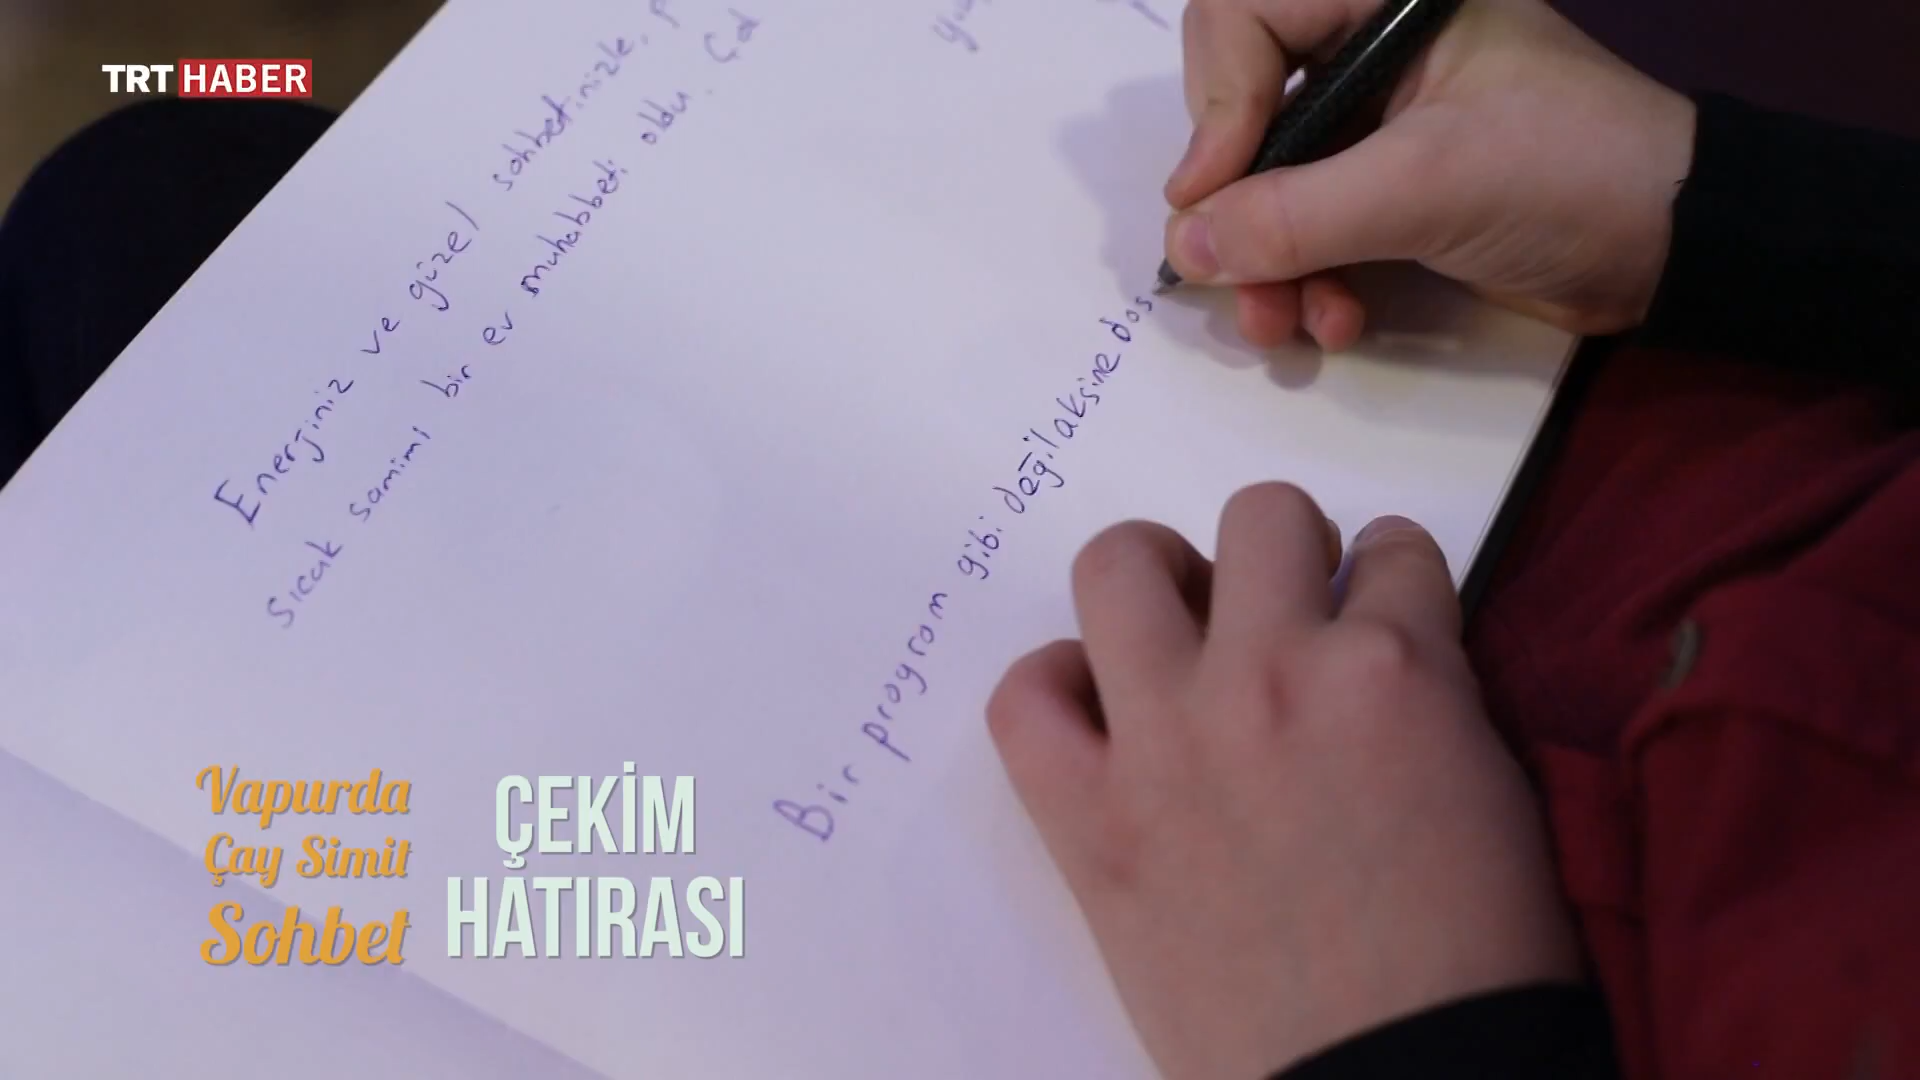 TRT HABER
Enerjiniz ve güzel sohbetinizle,
sıcak samimi bir ev muhabbeti oldu.
Bir program gibi değil aksine dos
Vapurda
Çay Simit
Sohbet
ÇEKİM
HATIRASI